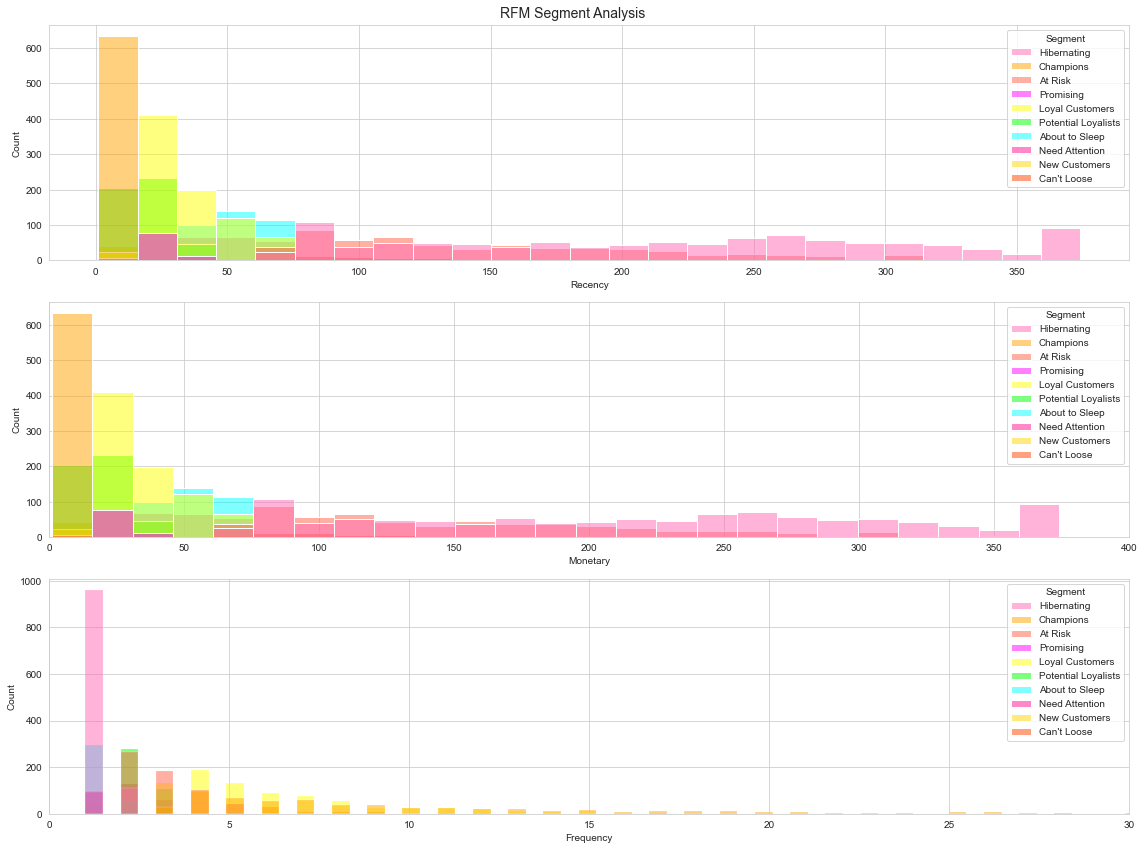 RFM Segment Analysis
600
500
400
300
200
100
0
Count
0
50
100
150
200
250
300
350
Recency
Segment
Hibernating
Champions
At Risk
Promising
Loyal Customers
Potential Loyalists
About to Sleep
Need Attention
New Customers
Can't Loose
600
500
400
300
200
100
0
Count
0
50
100
150
200
250
300
350
400
Monetary
Segment
Hibernating
Champions
At Risk
Promising
Loyal Customers
Potential Loyalists
About to Sleep
Need Attention
New Customers
Can't Loose
1000
800
600
400
200
0
Count
0
5
10
15
20
25
30
Frequency
Segment
Hibernating
Champions
At Risk
Promising
Loyal Customers
Potential Loyalists
About to Sleep
Need Attention
New Customers
Can't Loose